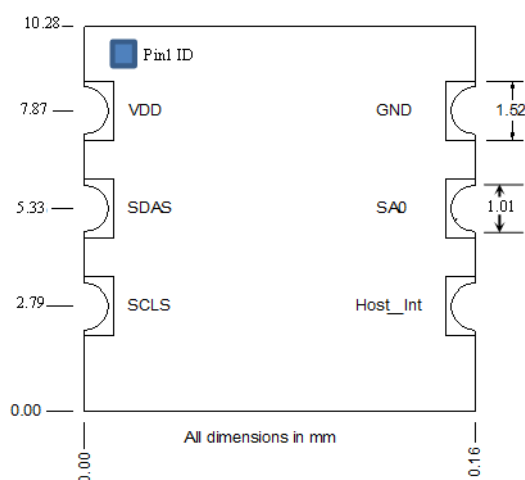 10.28
Pin1 ID
7.87 VDD GND 1.52
5.33 SDAS SA0 1.01
2.79 SCLS Host_Int
0.00
All dimensions in mm
0.00 0.16